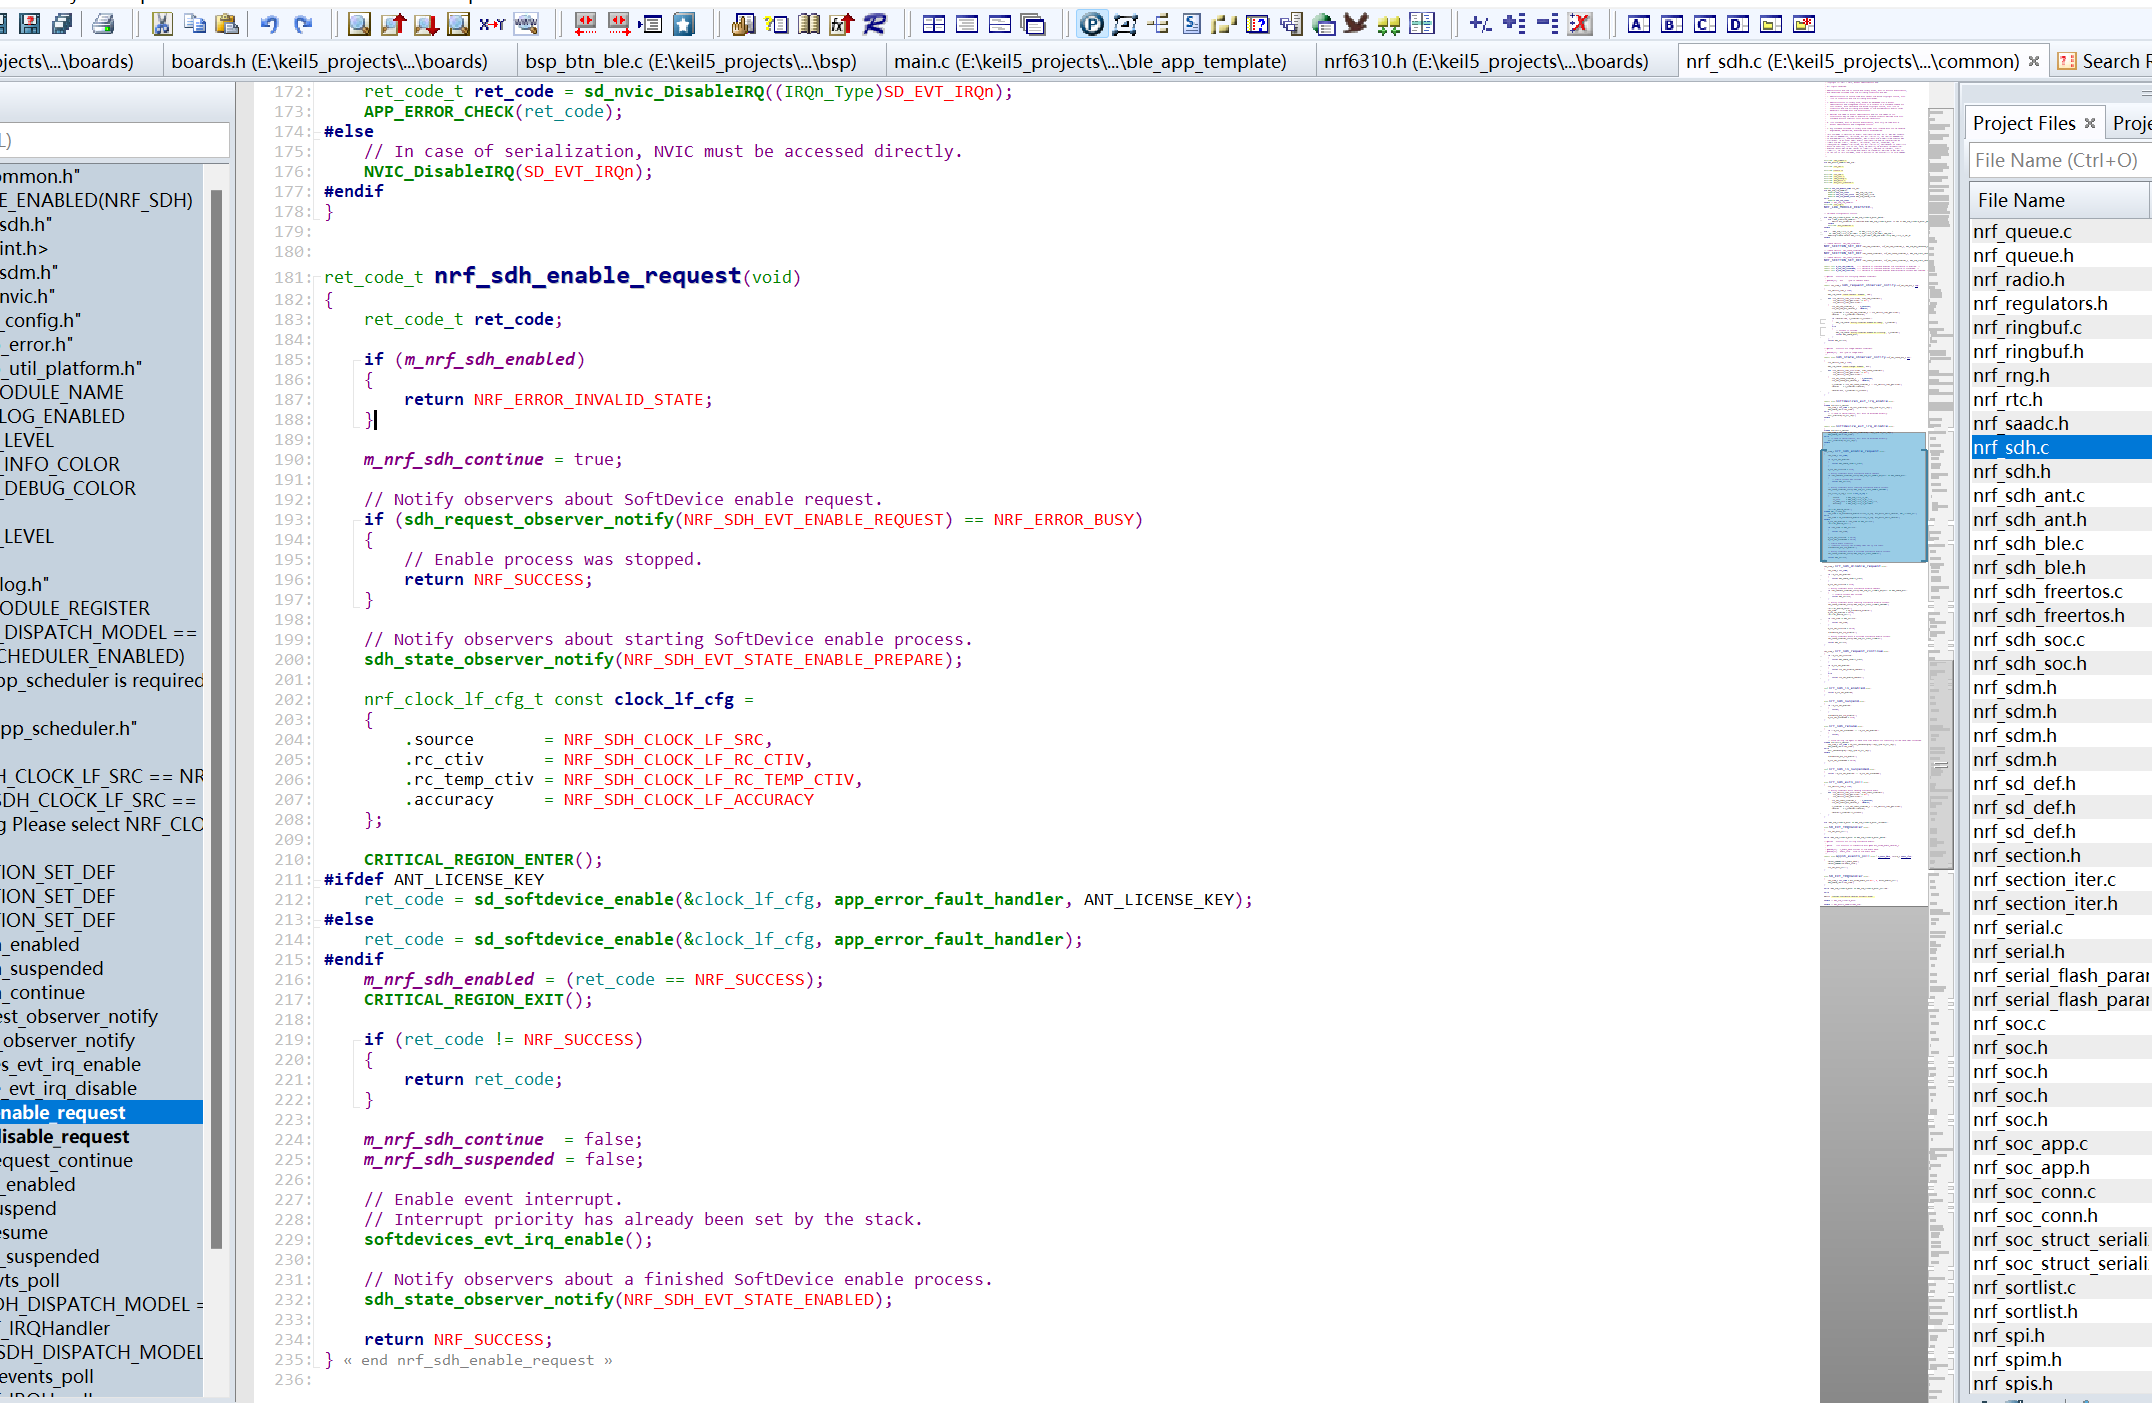 jects\...\boards)
boards.h (E:\keil5_projects\...\boards)
bsp_btn_ble.c (E:\keil5_projects\...\bsp)
main.c (E:\keil5_projects\...\ble_app_template)
nrf6310.h (E:\keil5_projects\...\boards)
nrf_sdh.c (E:\keil5_projects\...\common)
Search R
ommon.h"
E_ENABLED(NRF_SDH)
sdh.h"
int.h>
sdm.h"
nvic.h"
_config.h"
_error.h"
_util_platform.h"
ODULE_NAME
LOG_ENABLED
_LEVEL
_INFO_COLOR
_DEBUG_COLOR
_LEVEL
log.h"
ODULE_REGISTER
_DISPATCH_MODEL ==
CHEDULER_ENABLED)
pp_scheduler is required
pp_scheduler.h"
H_CLOCK_LF_SRC == NR
SDH_CLOCK_LF_SRC ==
g Please select NRF_CLO
TION_SET_DEF
TION_SET_DEF
TION_SET_DEF
_enabled
_suspended
_continue
est_observer_notify
_observer_notify
es_evt_irq_enable
_evt_irq_disable
nable_request
isable_request
equest_continue
_enabled
uspend
esume
_suspended
vts_poll
DH_DISPATCH_MODEL =
_IRQHandler
SDH_DISPATCH_MODEL
events_poll
172:     ret_code_t ret_code = sd_nvic_DisableIRQ((IRQn_Type)SD_EVT_IRQn);
173:     APP_ERROR_CHECK(ret_code);
174: #else
175:     // In case of serialization, NVIC must be accessed directly.
176:     NVIC_DisableIRQ(SD_EVT_IRQn);
177: #endif
178: }
179:
180:
181: ret_code_t nrf_sdh_enable_request(void)
182: {
183:     ret_code_t ret_code;
184:
185:     if (m_nrf_sdh_enabled)
186:     {
187:         return NRF_ERROR_INVALID_STATE;
188:     }
189:
190:     m_nrf_sdh_continue = true;
191:
192:     // Notify observers about SoftDevice enable request.
193:     if (sdh_request_observer_notify(NRF_SDH_EVT_ENABLE_REQUEST) == NRF_ERROR_BUSY)
194:     {
195:         // Enable process was stopped.
196:         return NRF_SUCCESS;
197:     }
198:
199:     // Notify observers about starting SoftDevice enable process.
200:     sdh_state_observer_notify(NRF_SDH_EVT_STATE_ENABLE_PREPARE);
201:
202:     nrf_clock_lf_cfg_t const clock_lf_cfg =
203:     {
204:         .source       = NRF_SDH_CLOCK_LF_SRC,
205:         .rc_ctiv      = NRF_SDH_CLOCK_LF_RC_CTIV,
206:         .rc_temp_ctiv = NRF_SDH_CLOCK_LF_RC_TEMP_CTIV,
207:         .accuracy     = NRF_SDH_CLOCK_LF_ACCURACY
208:     };
209:
210:     CRITICAL_REGION_ENTER();
211: #ifdef ANT_LICENSE_KEY
212:     ret_code = sd_softdevice_enable(&clock_lf_cfg, app_error_fault_handler, ANT_LICENSE_KEY);
213: #else
214:     ret_code = sd_softdevice_enable(&clock_lf_cfg, app_error_fault_handler);
215: #endif
216:     m_nrf_sdh_enabled = (ret_code == NRF_SUCCESS);
217:     CRITICAL_REGION_EXIT();
218:
219:     if (ret_code != NRF_SUCCESS)
220:     {
221:         return ret_code;
222:     }
223:
224:     m_nrf_sdh_continue  = false;
225:     m_nrf_sdh_suspended = false;
226:
227:     // Enable event interrupt.
228:     // Interrupt priority has already been set by the stack.
229:     softdevices_evt_irq_enable();
230:
231:     // Notify observers about a finished SoftDevice enable process.
232:     sdh_state_observer_notify(NRF_SDH_EVT_STATE_ENABLED);
233:
234:     return NRF_SUCCESS;
235: } « end nrf_sdh_enable_request »
236:
Project Files
Proje
File Name (Ctrl+O)
File Name
nrf_queue.c
nrf_queue.h
nrf_radio.h
nrf_regulators.h
nrf_ringbuf.c
nrf_ringbuf.h
nrf_rng.h
nrf_rtc.h
nrf_saadc.h
nrf_sdh.c
nrf_sdh.h
nrf_sdh_ant.c
nrf_sdh_ant.h
nrf_sdh_ble.c
nrf_sdh_ble.h
nrf_sdh_freertos.c
nrf_sdh_freertos.h
nrf_sdh_soc.c
nrf_sdh_soc.h
nrf_sdm.h
nrf_sdm.h
nrf_sdm.h
nrf_sdm.h
nrf_sd_def.h
nrf_sd_def.h
nrf_sd_def.h
nrf_section.h
nrf_section_iter.c
nrf_section_iter.h
nrf_serial.c
nrf_serial.h
nrf_serial_flash_parar
nrf_serial_flash_parar
nrf_soc.c
nrf_soc.h
nrf_soc.h
nrf_soc.h
nrf_soc.h
nrf_soc_app.c
nrf_soc_app.h
nrf_soc_conn.c
nrf_soc_conn.h
nrf_soc_struct_seriali
nrf_soc_struct_seriali
nrf_sortlist.c
nrf_sortlist.h
nrf_spi.h
nrf_spim.h
nrf_spis.h